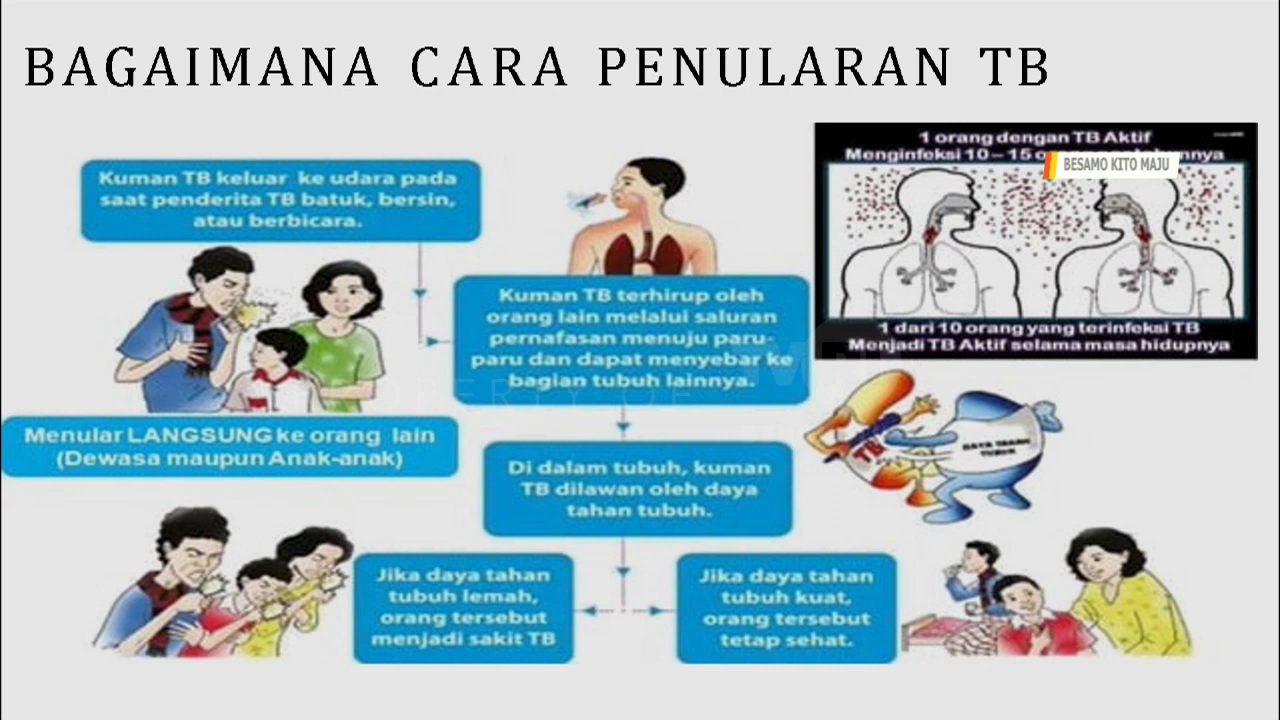 BAGAIMANA CARA PENULARAN TB
Kuman TB keluar ke udara pada
saat penderita TB batuk, bersin,
atau berbicara.
1 orang dengan TB Aktif
Menginfeksi 10 – 15
BESAMO KITO MAJU
1 dari 10 orang yang terinfeksi TB
Menjadi TB Aktif selama masa hidupnya
Kuman TB terhirup oleh
orang lain melalui saluran
pernafasan menuju paru-
paru dan dapat menyebar ke
bagian tubuh lainnya.
Menular LANGSUNG ke orang lain
(Dewasa maupun Anak-anak)
TB
DAYA TAHAN
TUBUH
Di dalam tubuh, kuman
TB dilawan oleh daya
tahan tubuh.
Jika daya tahan
tubuh lemah,
orang tersebut
menjadi sakit TB
Jika daya tahan
tubuh kuat,
orang tersebut
tetap sehat.